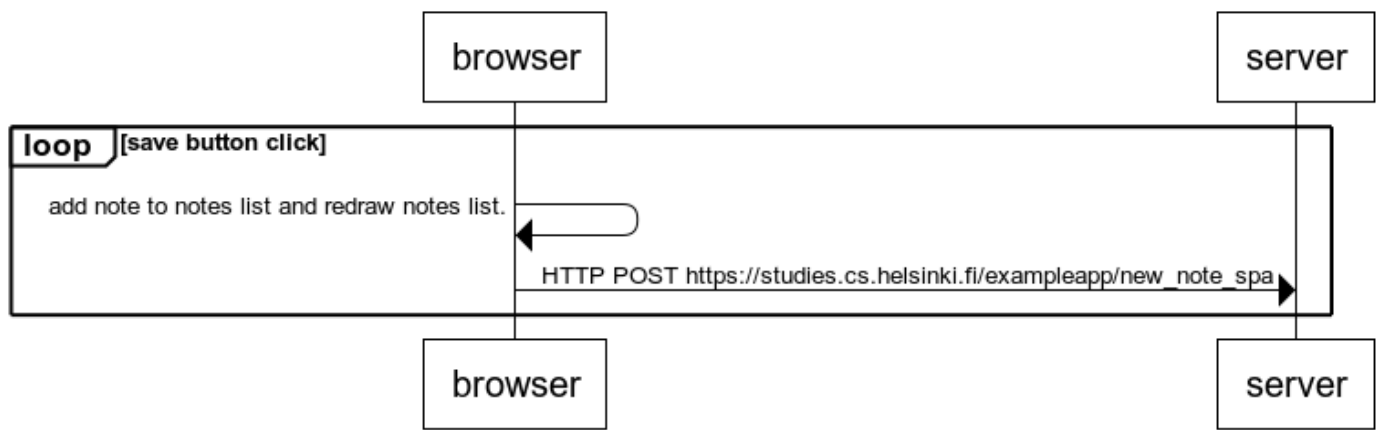 browser
server
loop
[save button click]
add note to notes list and redraw notes list.
HTTP POST https://studies.cs.helsinki.fi/exampleapp/new_note_spa
browser
server